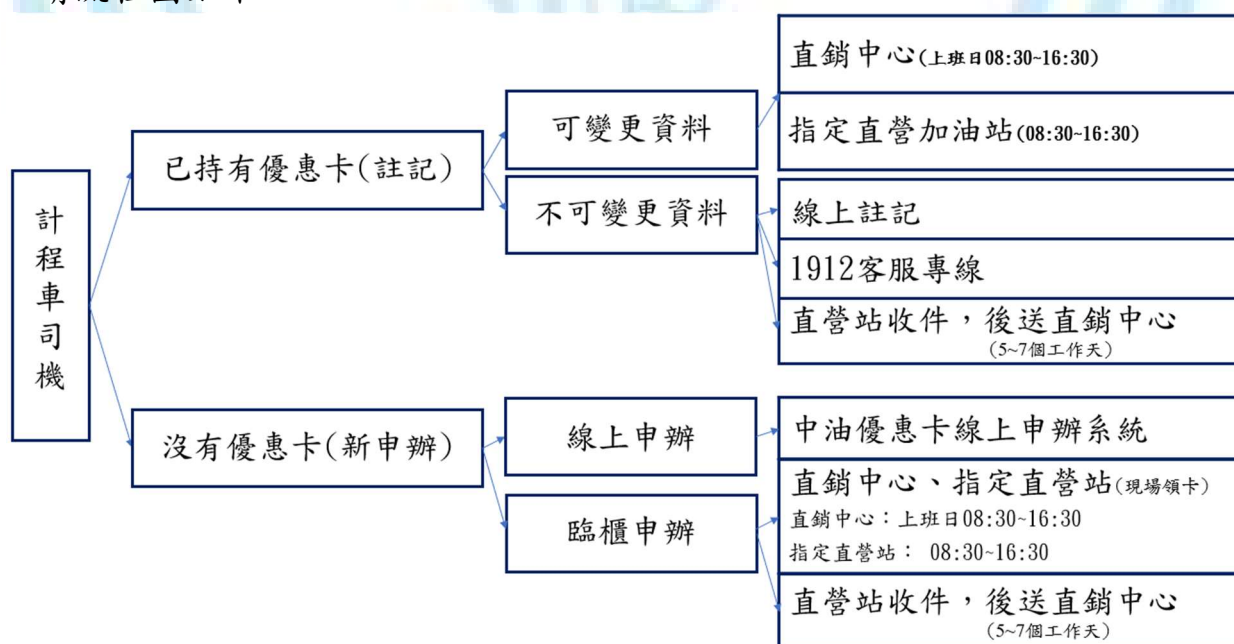 計程車司機
已持有優惠卡(註記)
可變更資料
直銷中心(上班日08:30~16:30)
指定直營加油站(08:30~16:30)
不可變更資料
線上註記
1912客服專線
直營站收件,後送直銷中心
(5~7個工作天)
沒有優惠卡(新申辦)
線上申辦
中油優惠卡線上申辦系統
臨櫃申辦
直銷中心、指定直營站(現場領卡)
直銷中心:上班日08:30~16:30
指定直營站: 08:30~16:30
直營站收件,後送直銷中心
(5~7個工作天)